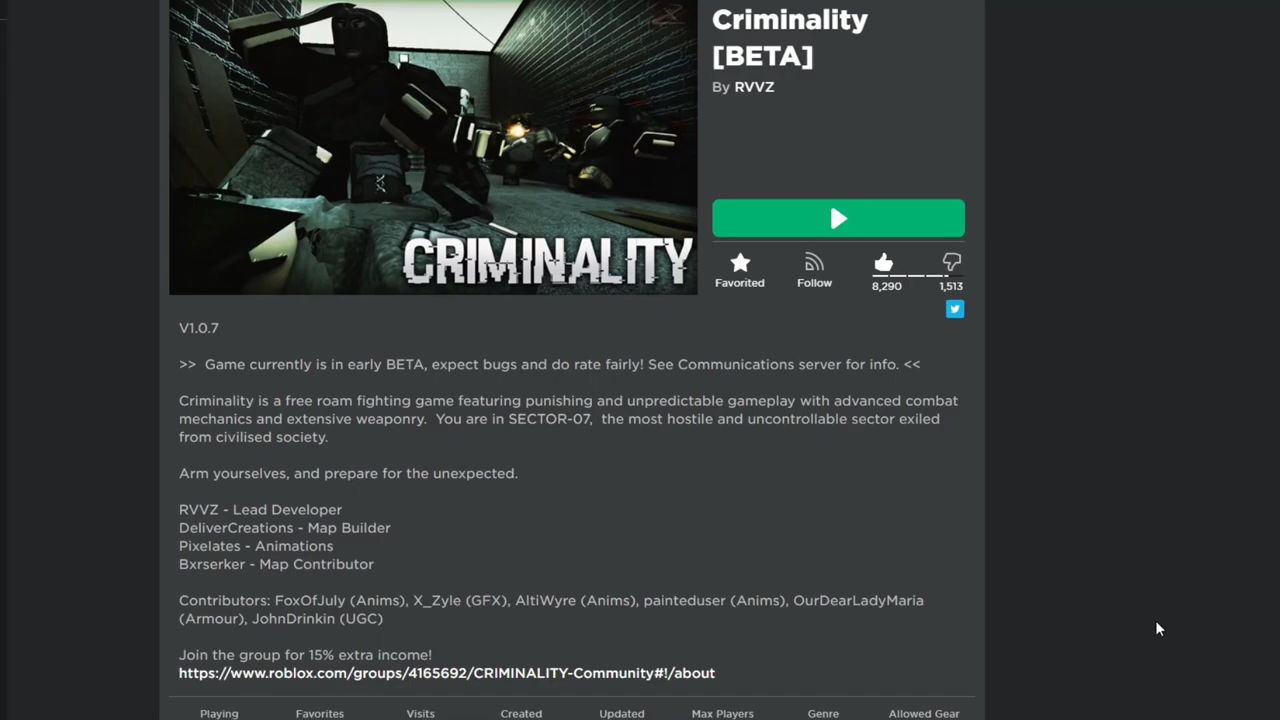 Criminality
[BETA]
By RVVZ
CRIMINALITY
Favorited
Follow
8,290
1,513
V1.0.7
>> Game currently is in early BETA, expect bugs and do rate fairly! See Communications server for info. <<
Criminality is a free roam fighting game featuring punishing and unpredictable gameplay with advanced combat
mechanics and extensive weaponry. You are in SECTOR-07, the most hostile and uncontrollable sector exiled
from civilised society.
Arm yourselves, and prepare for the unexpected.
RVVZ - Lead Developer
DeliverCreations - Map Builder
Pixelates - Animations
Bxrserker - Map Contributor
Contributors: FoxOfJuly (Anims), X_Zyle (GFX), AltiWyre (Anims), painteduser (Anims), OurDearLadyMaria
(Armour), JohnDrinkin (UGC)
Join the group for 15% extra income!
https://www.roblox.com/groups/4165692/CRIMINALITY-Community#!/about
Playing Favorites Visits Created Updated Max Players Genre Allowed Gear